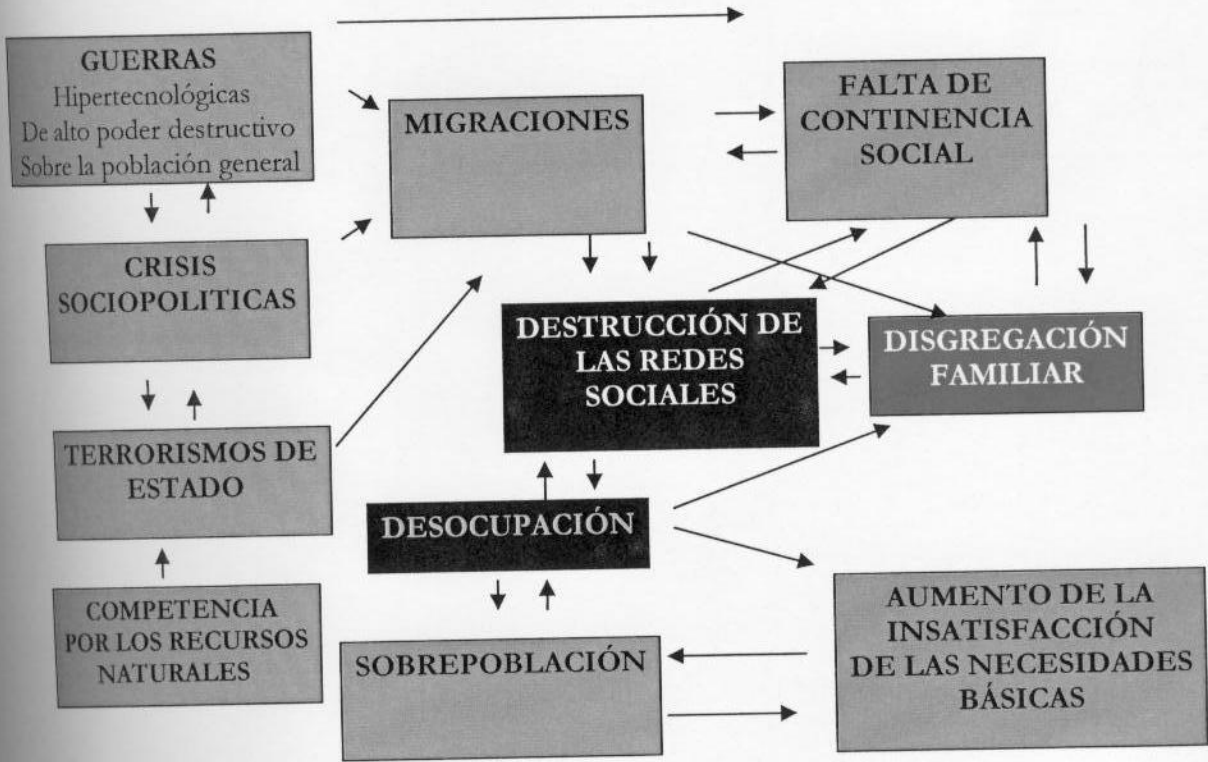 GUERRAS
Hipertecnológicas
De alto poder destructivo
Sobre la población general
MIGRACIONES
FALTA DE
CONTINENCIA
SOCIAL
CRISIS
SOCIOPOLITICAS
DESTRUCCIÓN DE
LAS REDES
SOCIALES
DISGREGACIÓN
FAMILIAR
TERRORISMOS DE
ESTADO
DESOCUPACIÓN
COMPETENCIA
POR LOS RECURSOS
NATURALES
SOBREPOBLACIÓN
AUMENTO DE LA
INSATISFACCIÓN
DE LAS NECESIDADES
BÁSICAS